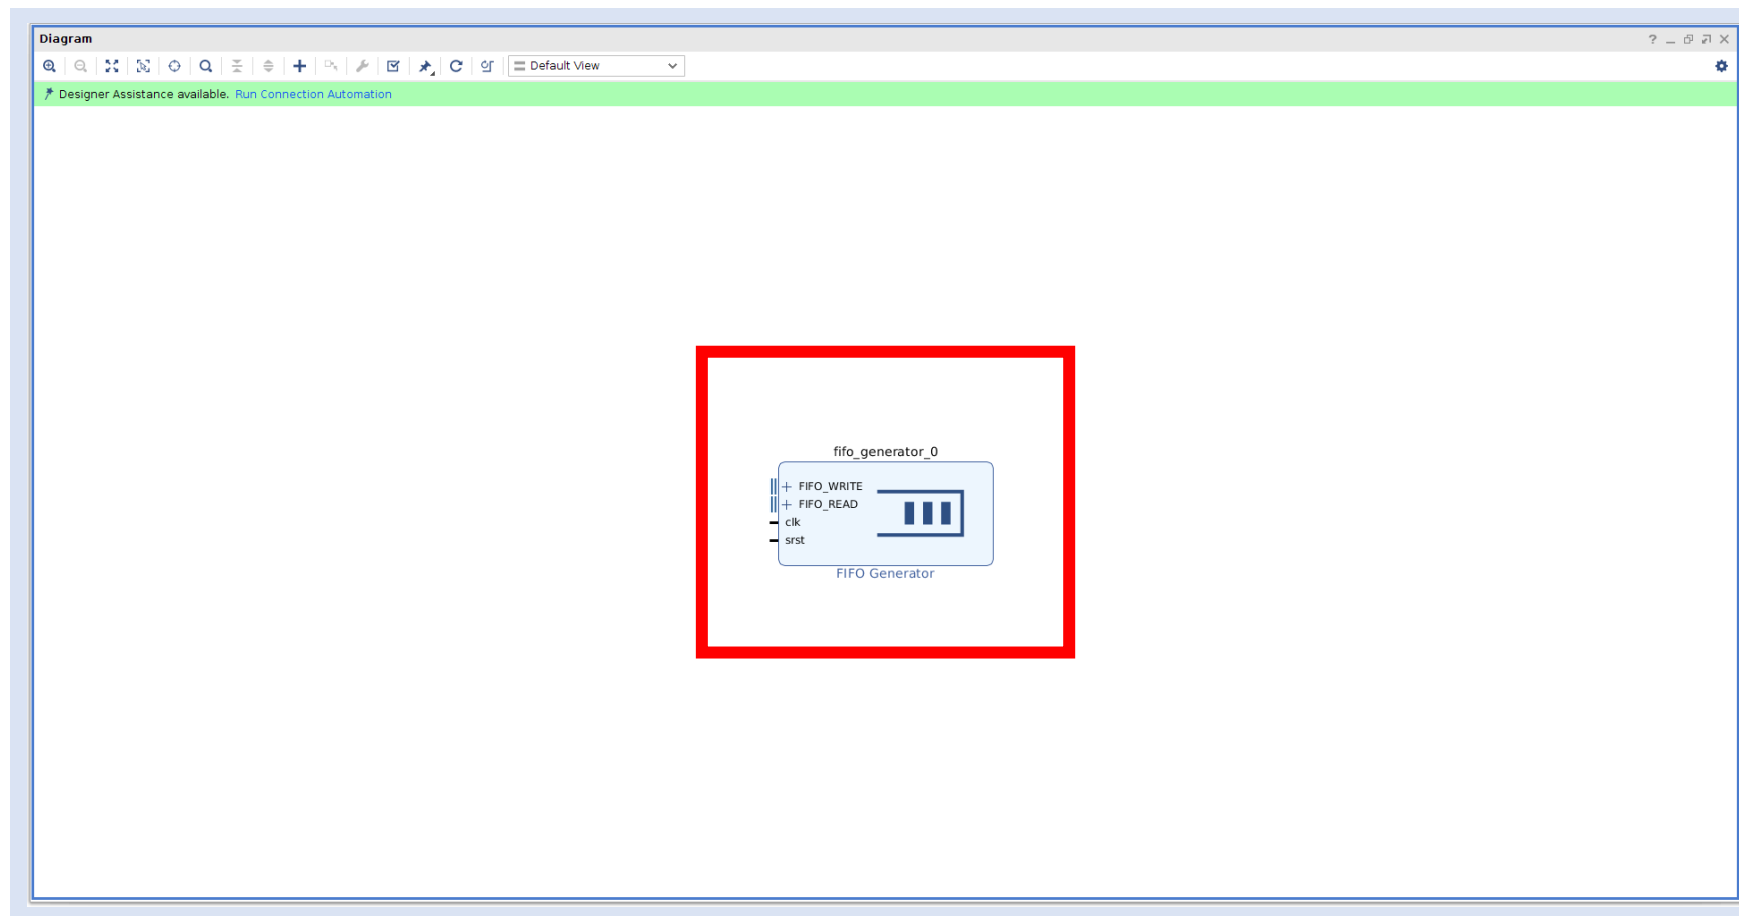 Diagram
Default View
Designer Assistance available. Run Connection Automation
fifo_generator_0
FIFO_WRITE
FIFO_READ
clk
srst
FIFO Generator